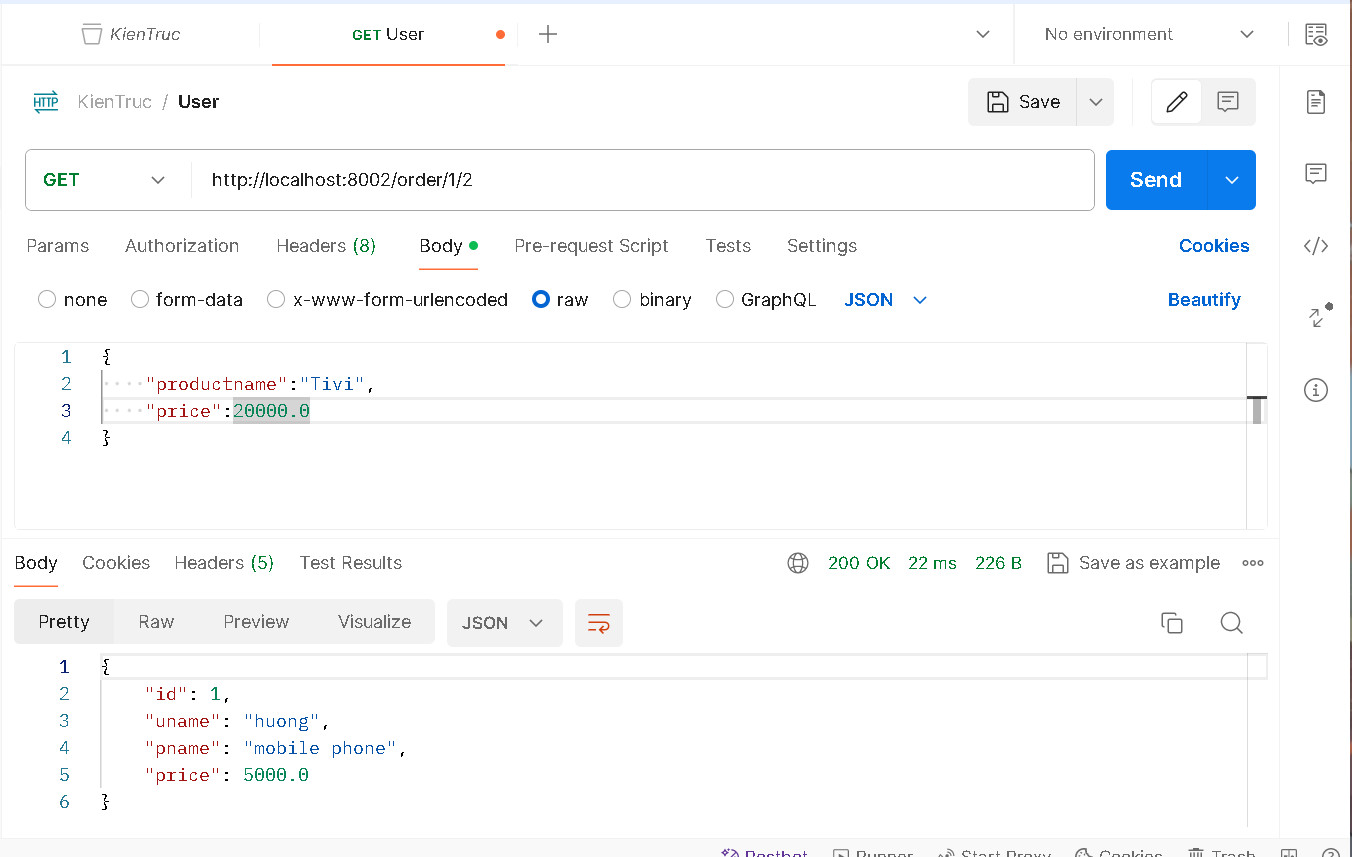 KienTruc
GET User
No environment
HTTP KienTruc / User
Save
GET
http://localhost:8002/order/1/2
Send
Params Authorization Headers (8) Body Pre-request Script Tests Settings Cookies
none form-data x-www-form-urlencoded raw binary GraphQL JSON Beautify
1 {
2 ····"productname":"Tivi",
3 ····"price":20000.0
4 }
Body Cookies Headers (5) Test Results 200 OK 22 ms 226 B Save as example
Pretty Raw Preview Visualize JSON
1 {
2 "id": 1,
3 "uname": "huong",
4 "pname": "mobile phone",
5 "price": 5000.0
6 }
Postbot Runner Start Proxy Cookies Trash